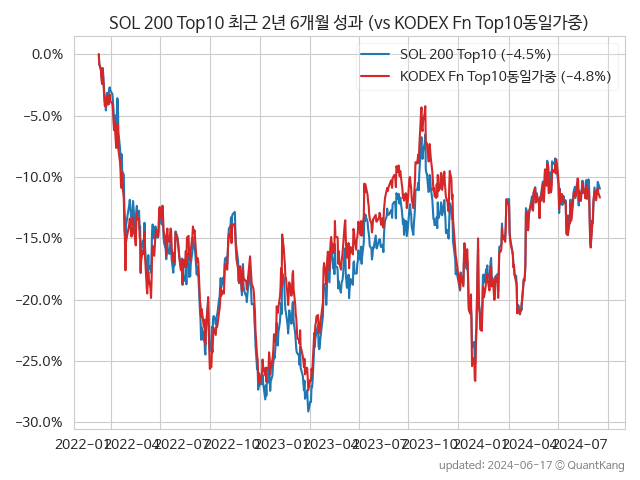 SOL 200 Top10 최근 2년 6개월 성과 (vs KODEX Fn Top10동일가중)
SOL 200 Top10 (−4.5%)
KODEX Fn Top10동일가중 (−4.8%)
0.0%
−5.0%
−10.0%
−15.0%
−20.0%
−25.0%
−30.0%
2022-01 2022-04 2022-07 2022-10 2023-01 2023-04 2023-07 2023-10 2024-01 2024-04 2024-07
updated: 2024-06-17 @ QuantKang